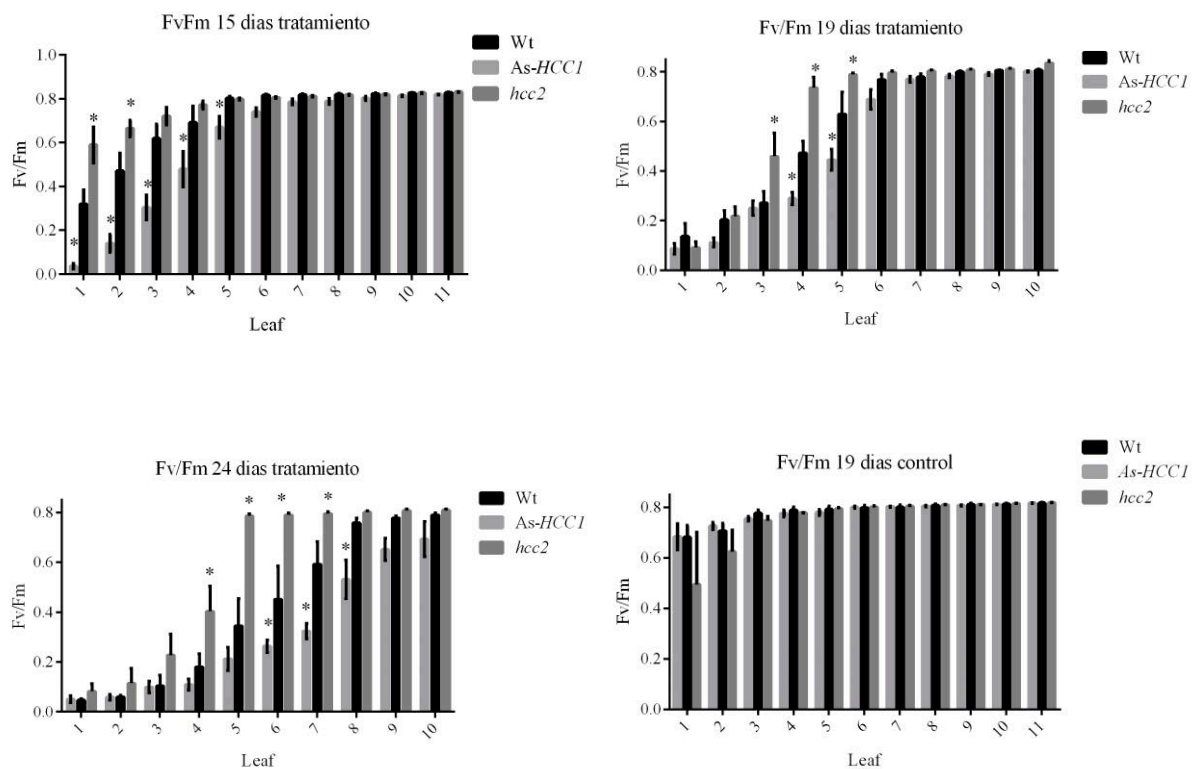 FvFm 15 dias tratamiento
Wt
As-HCC1
hcc2
Fv/Fm
1.0
0.8
0.6
0.4
0.2
0.0
* * * * * * *
1 2 3 4 5 6 7 8 9 10 11
Leaf
Fv/Fm 19 dias tratamiento
Wt
As-HCC1
hcc2
Fv/Fm
0.8
0.6
0.4
0.2
0.0
* * * * *
1 2 3 4 5 6 7 8 9 10
Leaf
Fv/Fm 24 dias tratamiento
Wt
As-HCC1
hcc2
Fv/Fm
0.8
0.6
0.4
0.2
0.0
* * * * * * *
1 2 3 4 5 6 7 8 9 10
Leaf
Fv/Fm 19 dias control
Wt
As-HCC1
hcc2
Fv/Fm
0.8
0.6
0.4
0.2
0.0
1 2 3 4 5 6 7 8 9 10 11
Leaf